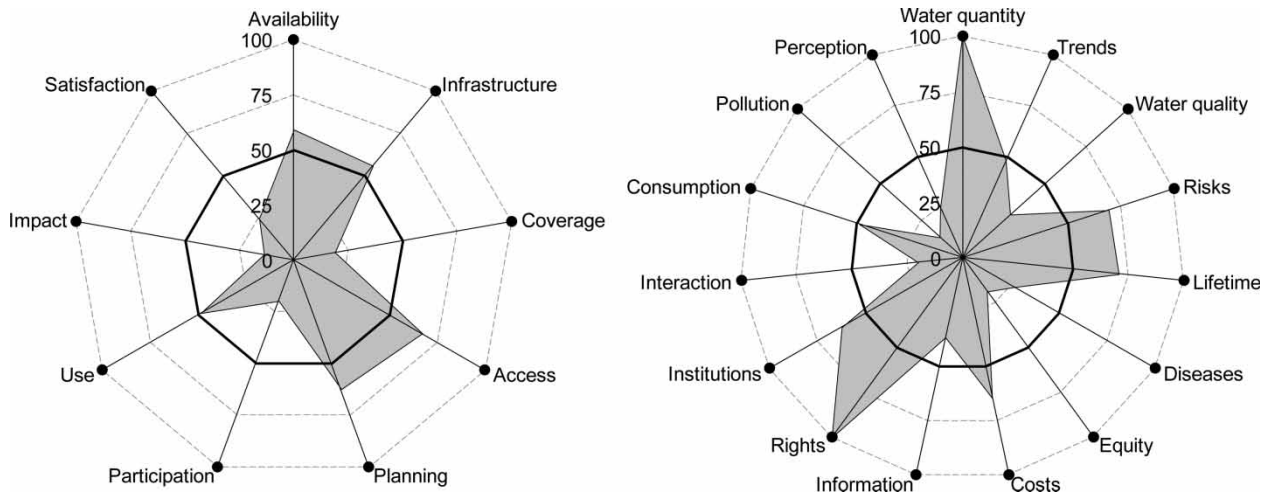 Availability
100
75
50
25
0
Infrastructure
Coverage
Access
Planning
Participation
Use
Impact
Satisfaction
Water quantity
100
75
50
25
0
Trends
Water quality
Risks
Lifetime
Diseases
Equity
Costs
Information
Rights
Institutions
Interaction
Consumption
Pollution
Perception